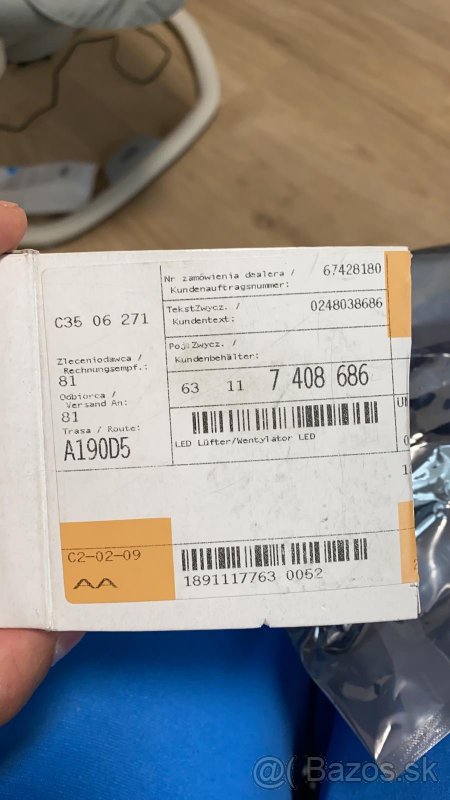 C35 06 271
Zleceniodawca /
Rechnungsempf.:
81
Odbiorca /
Versand An:
81
Trasa / Route:
A190D5
Nr zamówienia dealera /
Kundenauftragsnummer:
67428180
TekstZwycz. /
Kundentext:
0248038686
Poj.Zwycz. /
Kundenbehälter:
63 11 7 408 686
LED Lüfter/Wentylator LED
C2-02-09
AA
1891117763 0052
@(Bazos.sk